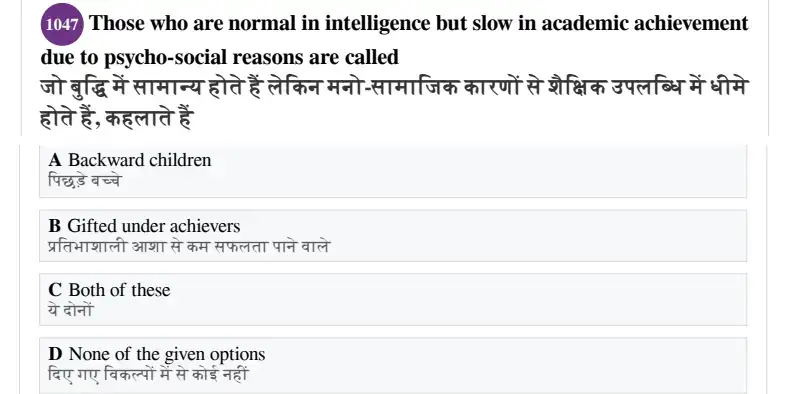 1047 Those who are normal in intelligence but slow in academic achievement
due to psycho-social reasons are called
जो बुद्धि में सामान्य होते हैं लेकिन मनो-सामाजिक कारणों से शैक्षिक उपलब्धि में धीमे
होते हैं, कहलाते हैं
A Backward children
पिछड़े बच्चे
B Gifted under achievers
प्रतिभाशाली आशा से कम सफलता पाने वाले
C Both of these
ये दोनों
D None of the given options
दिए गए विकल्पों में से कोई नहीं